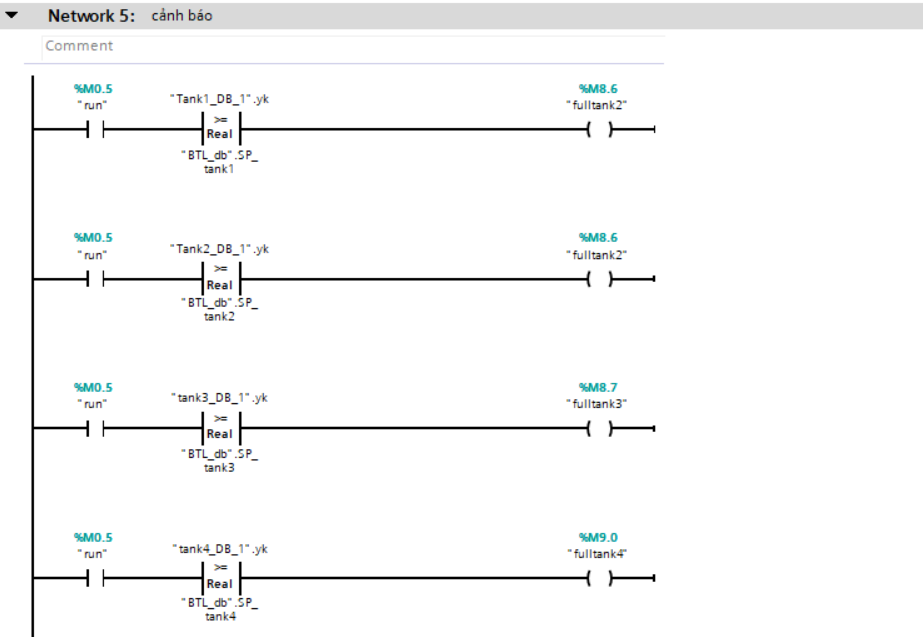 Network 5: cảnh báo
Comment
%M0.5
"run"
"Tank1_DB_1".yk
>=
Real
"BTL_db".SP_
tank1
%M8.6
"fulltank2"
%M0.5
"run"
"Tank2_DB_1".yk
>=
Real
"BTL_db".SP_
tank2
%M8.6
"fulltank2"
%M0.5
"run"
"tank3_DB_1".yk
>=
Real
"BTL_db".SP_
tank3
%M8.7
"fulltank3"
%M0.5
"run"
"tank4_DB_1".yk
>=
Real
"BTL_db".SP_
tank4
%M9.0
"fulltank4"